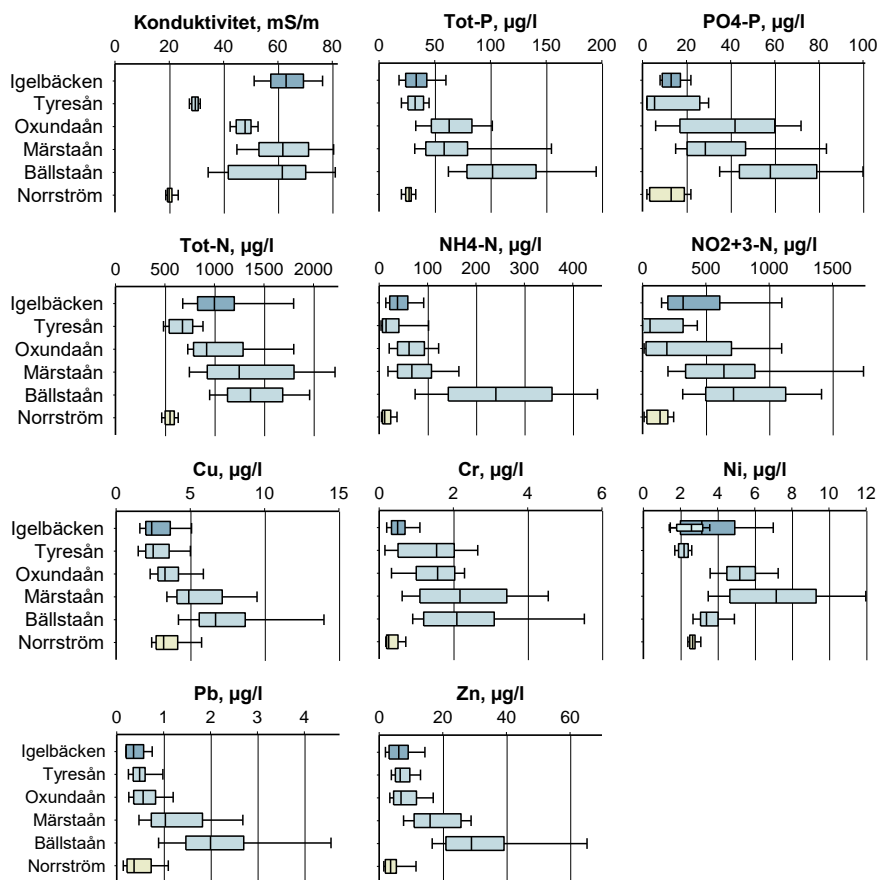 Konduktivitet, mS/m Tot-P, µg/l PO4-P, µg/l
0 20 40 60 80 0 50 100 150 200 0 20 40 60 80 100
Igelbäcken
Tyresån
Oxundaån
Märstaån
Bällstaån
Norrström
Tot-N, µg/l NH4-N, µg/l NO2+3-N, µg/l
0 500 1000 1500 2000 0 100 200 300 400 0 500 1000 1500
Igelbäcken
Tyresån
Oxundaån
Märstaån
Bällstaån
Norrström
Cu, µg/l Cr, µg/l Ni, µg/l
0 5 10 15 0 2 4 6 0 2 4 6 8 10 12
Igelbäcken
Tyresån
Oxundaån
Märstaån
Bällstaån
Norrström
Pb, µg/l Zn, µg/l
0 1 2 3 4 0 20 40 60
Igelbäcken
Tyresån
Oxundaån
Märstaån
Bällstaån
Norrström